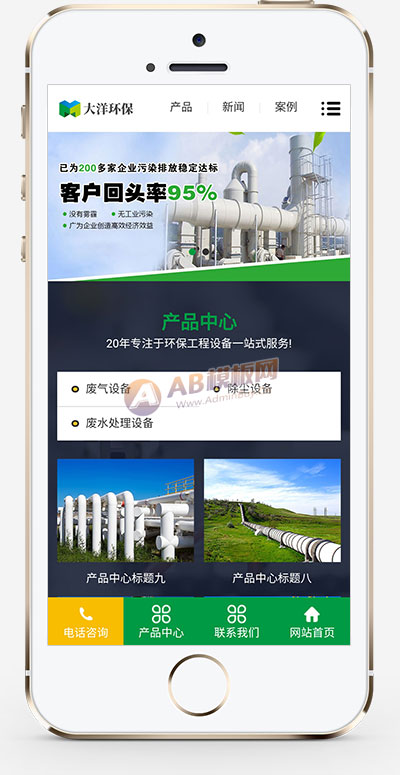 大洋环保
产品 新闻 案例
已为200多家企业污染排放稳定达标
客户回头率95%
没有雾霾 无工业污染
广为企业创造高效经济效益
产品中心
20年专注于环保工程设备一站式服务!
废气设备 除尘设备
AB模板网
废水处理设备
产品中心标题九 产品中心标题八
电话咨询 产品中心 联系我们 网站首页